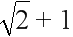 √2 + 1